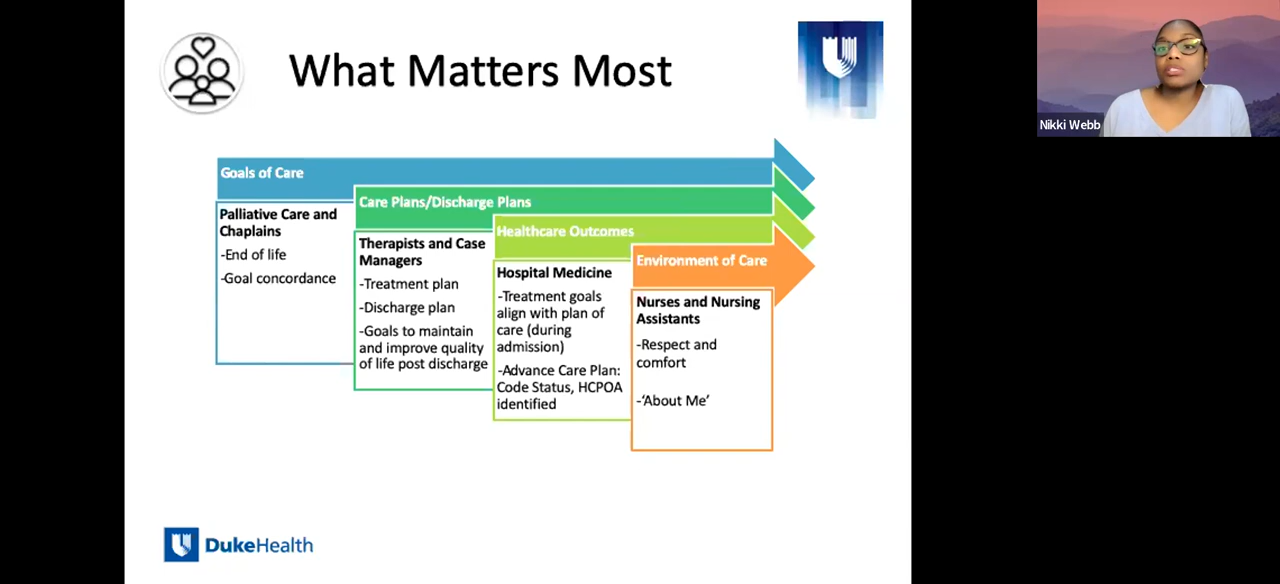 What Matters Most
Nikki Webb
Goals of Care
Palliative Care and
Chaplains
-End of life
-Goal concordance
Care Plans/Discharge Plans
Therapists and Case
Managers
-Treatment plan
-Discharge plan
-Goals to maintain
and improve quality
of life post discharge
Healthcare Outcomes
Hospital Medicine
-Treatment goals
align with plan of
care (during
admission)
-Advance Care Plan:
Code Status, HCPOA
identified
Environment of Care
Nurses and Nursing
Assistants
-Respect and
comfort
-‘About Me’
DukeHealth